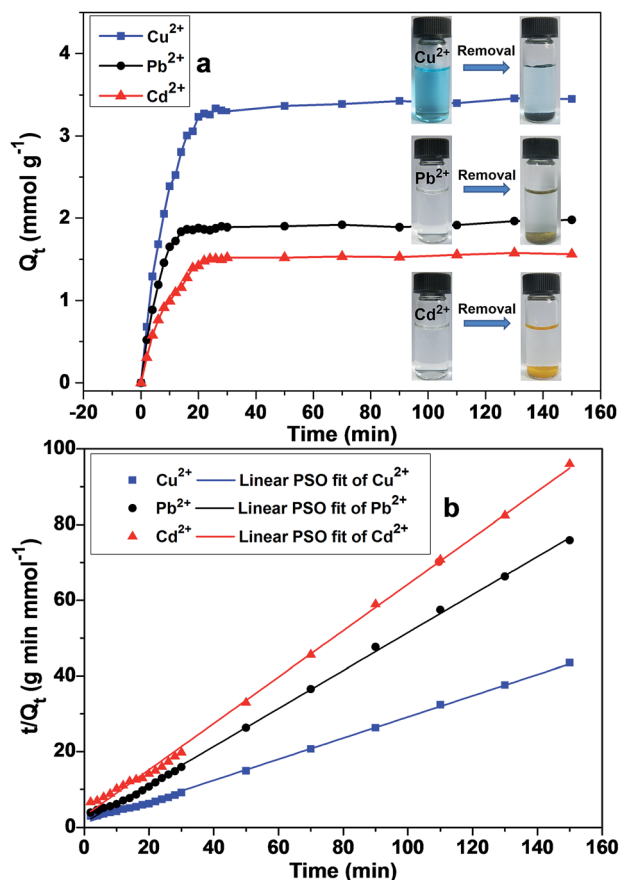 Cu²⁺
Pb²⁺
Cd²⁺
a
Cu²⁺
Removal
Pb²⁺
Removal
Cd²⁺
Removal
4
3
2
1
0
Qₜ (mmol g⁻¹)
-20 0 20 40 60 80 100 120 140 160
Time (min)
Cu²⁺ Linear PSO fit of Cu²⁺
Pb²⁺ Linear PSO fit of Pb²⁺
Cd²⁺ Linear PSO fit of Cd²⁺
b
100
80
60
40
20
0
t/Qₜ (g min mmol⁻¹)
0 20 40 60 80 100 120 140 160
Time (min)